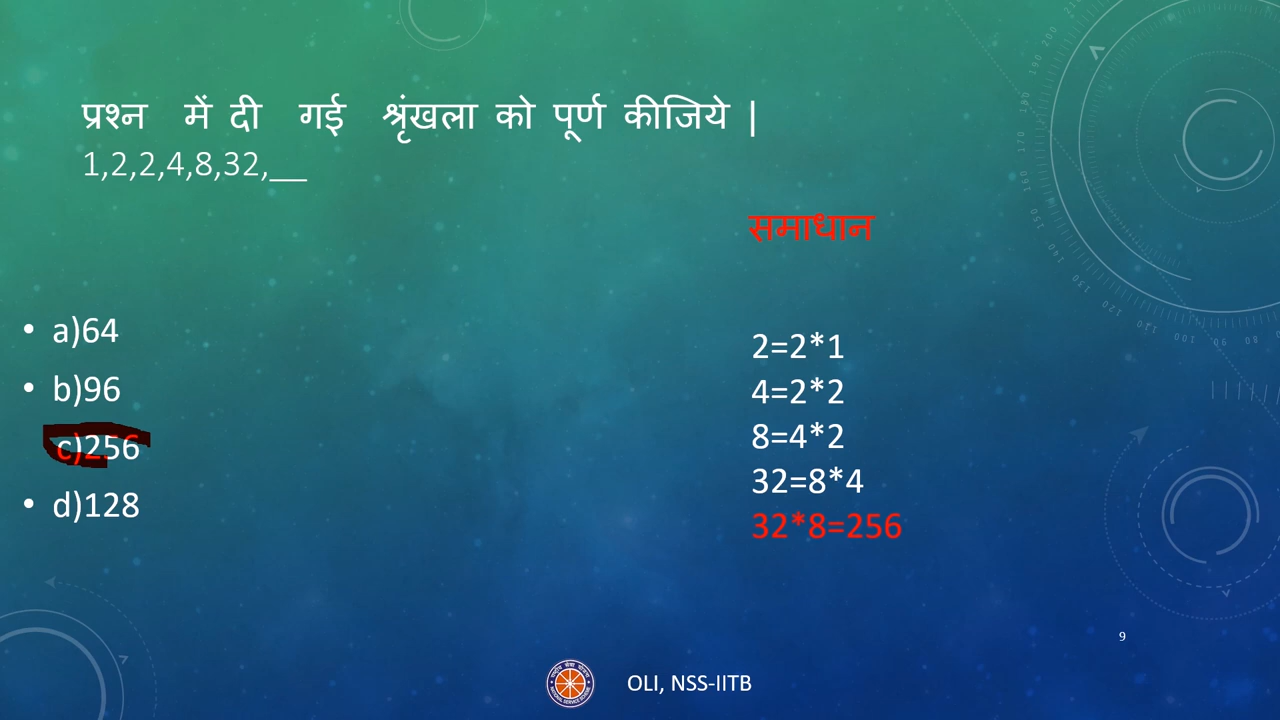 प्रश्न में दी गई श्रृंखला को पूर्ण कीजिये |
1,2,2,4,8,32,__
समाधान
• a)64
• b)96
c)256
• d)128
2=2*1
4=2*2
8=4*2
32=8*4
32*8=256
9
OLI, NSS-IITB